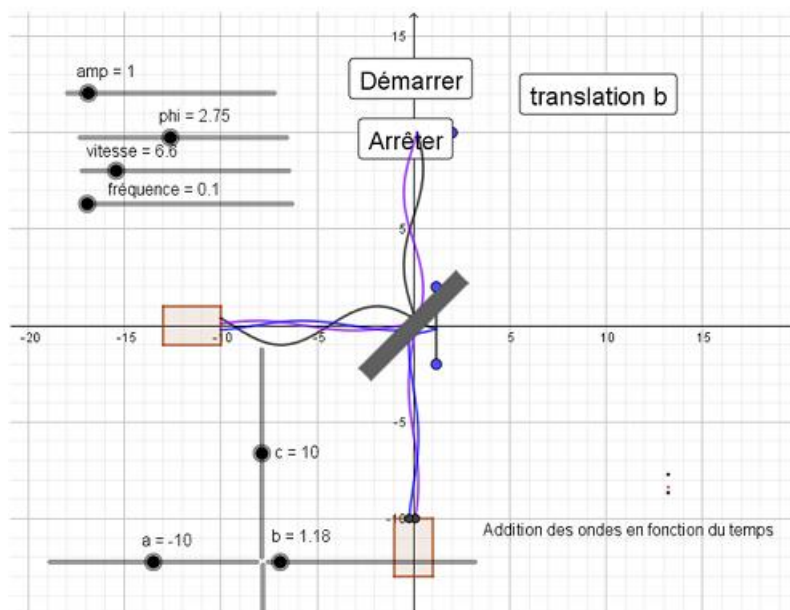 15
amp = 1
Démarrer
translation b
phi = 2.75
Arrêter
vitesse = 6.6
fréquence = 0.1
5
-20
-15
-10
-5
0
5
10
15
-5
c = 10
-10
Addition des ondes en fonction du temps
a = -10
b = 1.18